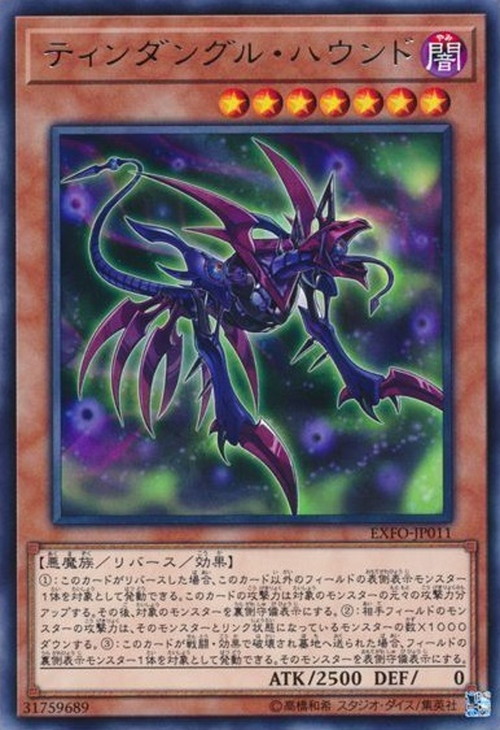 ティンダングル・ハウンド
闇
EXFO-JP011
【悪魔族／リバース／効果】
①:このカードがリバースした場合、このカード以外のフィールドの表側表示モンスター
1体を対象として発動できる。このカードの攻撃力は対象のモンスターの元々の攻撃力分
アップする。その後、対象のモンスターを裏側守備表示にする。②:相手フィールドのモン
スターの攻撃力は、そのモンスターとリンク状態になっているモンスターの数×1000
ダウンする。③:このカードが戦闘・効果で破壊され墓地へ送られた場合、フィールドの
裏側表示モンスター1体を対象として発動できる。そのモンスターを表側守備表示にする。
ATK/2500 DEF/ 0
31759689
©高橋和希 スタジオ・ダイス/集英社